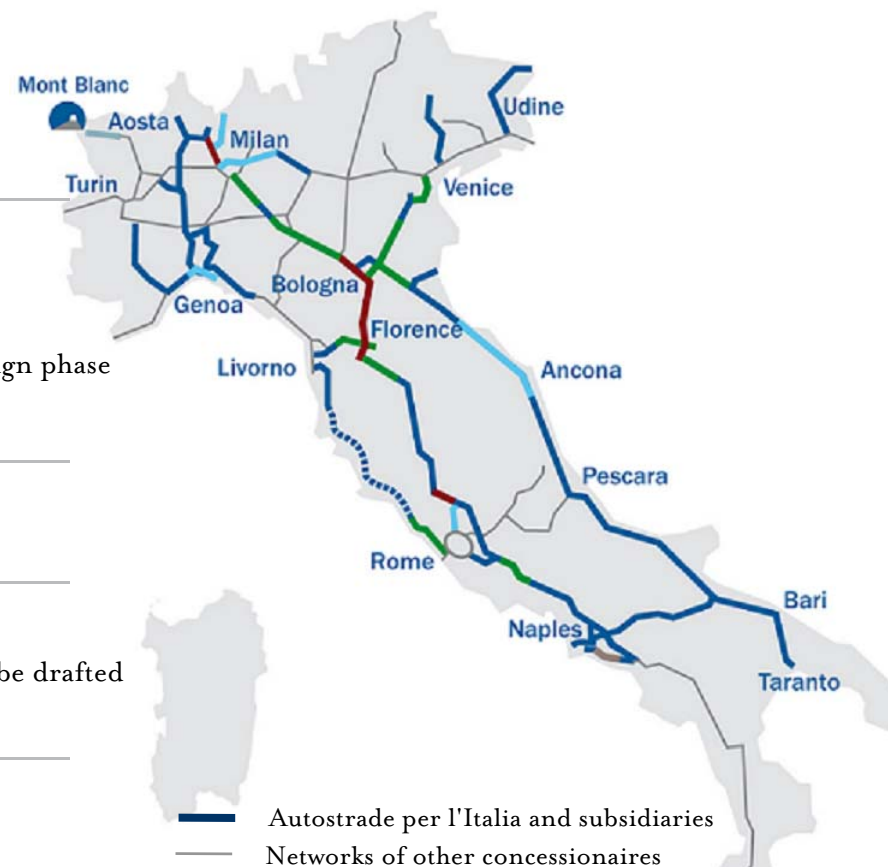 Mont Blanc
Aosta
Milan
Udine
Turin
Venice
Bologna
Genoa
Florence
gn phase
Livorno
Ancona
Pescara
Rome
Bari
Naples
be drafted
Taranto
Autostrade per l'Italia and subsidiaries
Networks of other concessionaires